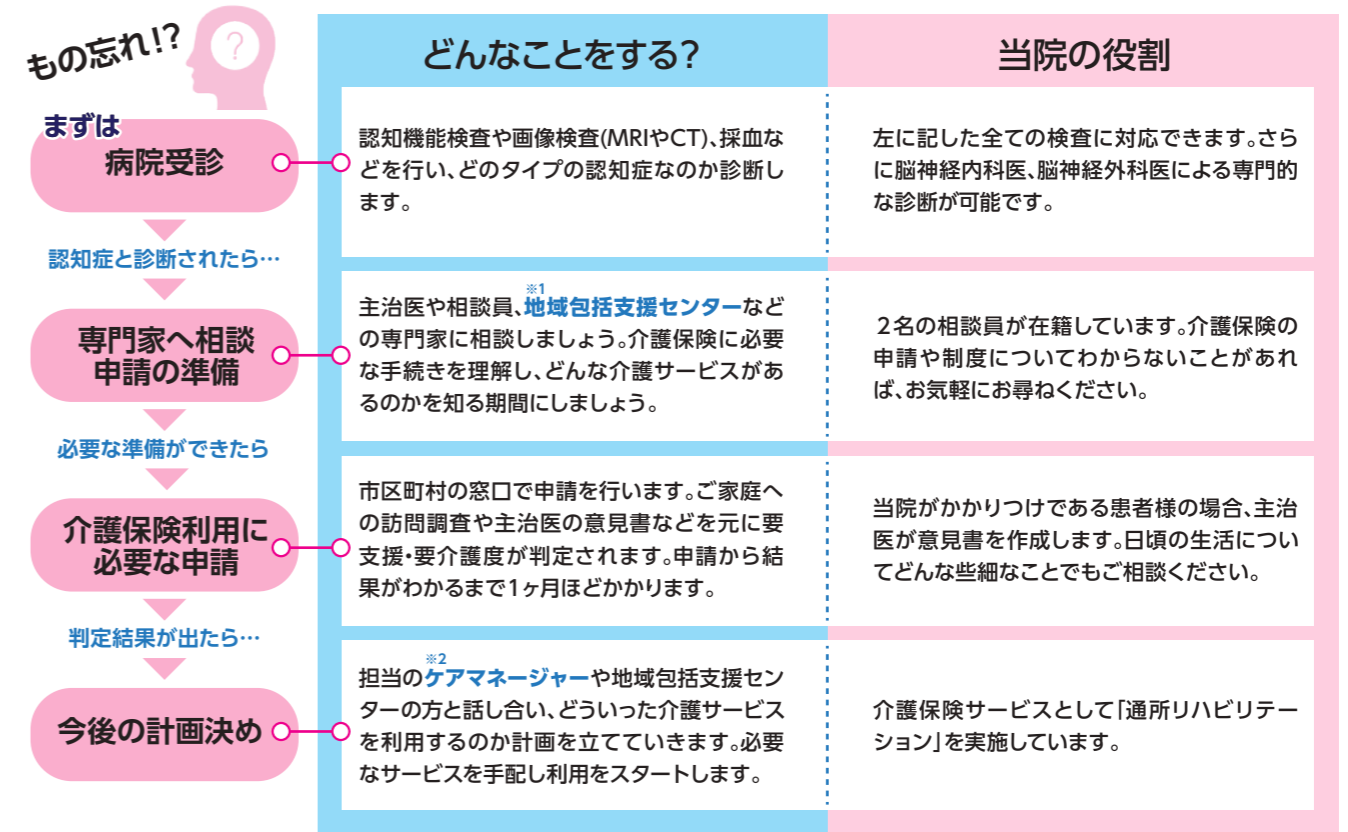 もの忘れ!?
?
どんなことをする?
当院の役割
まずは
病院受診
認知機能検査や画像検査(MRIやCT)、採血な
どを行い、どのタイプの認知症なのか診断し
ます。
左に記した全ての検査に対応できます。さら
に脳神経内科医、脳神経外科医による専門的
な診断が可能です。
認知症と診断されたら…
専門家へ相談
申請の準備
※1
主治医や相談員、地域包括支援センターなど
の専門家に相談しましょう。介護保険に必要
な手続きを理解し、どんな介護サービスがあ
るのかを知る期間にしましょう。
2名の相談員が在籍しています。介護保険の
申請や制度についてわからないことがあれ
ば、お気軽にお尋ねください。
必要な準備ができたら
介護保険利用に
必要な申請
市区町村の窓口で申請を行います。ご家庭へ
の訪問調査や主治医の意見書などを元に要
支援・要介護度が判定されます。申請から結
果がわかるまで1ヶ月ほどかかります。
当院がかかりつけである患者様の場合、主治
医が意見書を作成します。日頃の生活につい
てどんな些細なことでもご相談ください。
判定結果が出たら…
今後の計画決め
※2
担当のケアマネージャーや地域包括支援セン
ターの方と話し合い、どういった介護サービス
を利用するのか計画を立てていきます。必要
なサービスを手配し利用をスタートします。
介護保険サービスとして「通所リハビリテー
ション」を実施しています。